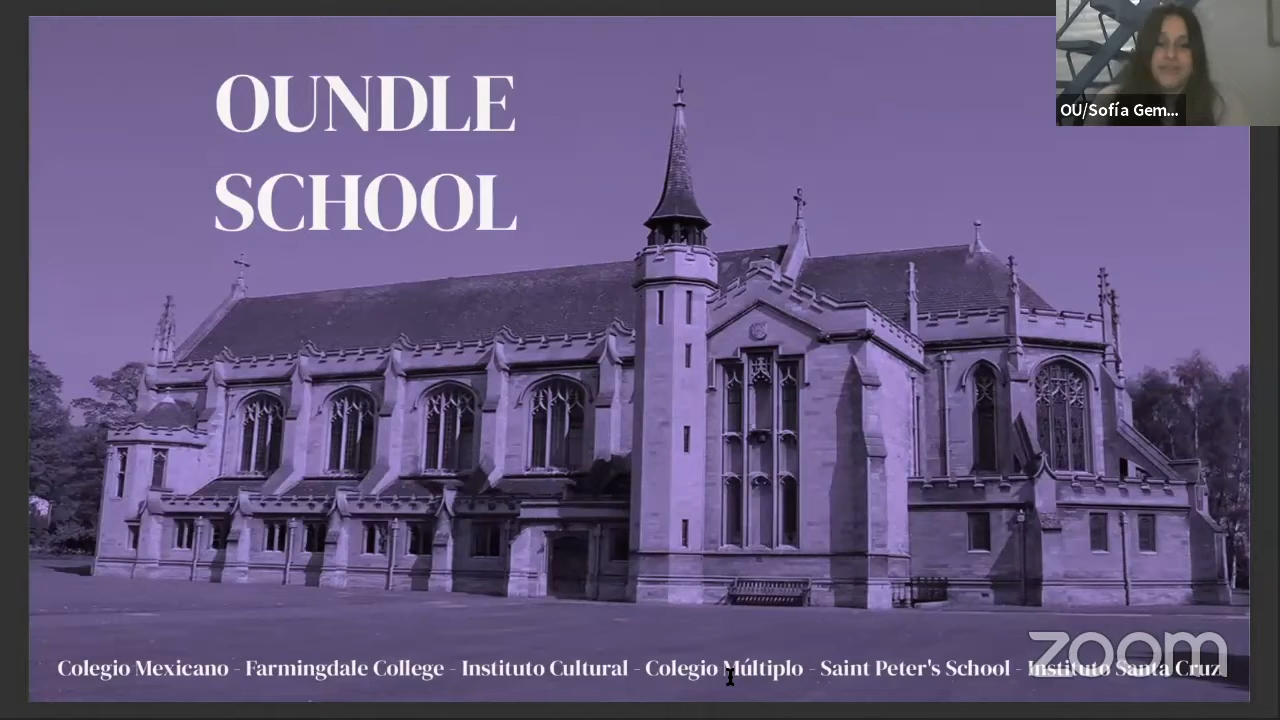 OUNDLE
SCHOOL
OU/Sofía Gem...
zoom
Colegio Mexicano - Farmingdale College - Instituto Cultural - Colegio Múltiplo - Saint Peter's School - Instituto Santa Cruz